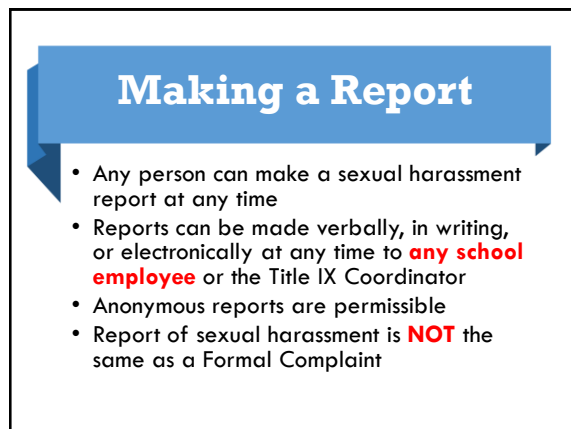 Making a Report
• Any person can make a sexual harassment
report at any time
• Reports can be made verbally, in writing,
or electronically at any time to any school
employee or the Title IX Coordinator
• Anonymous reports are permissible
• Report of sexual harassment is NOT the
same as a Formal Complaint